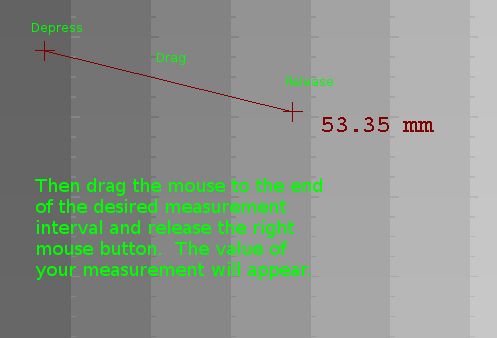 Depress
Drag
Release
53.35 mm
Then drag the mouse to the end
of the desired measurement
interval and release the right
mouse button. The value of
your measurement will appear